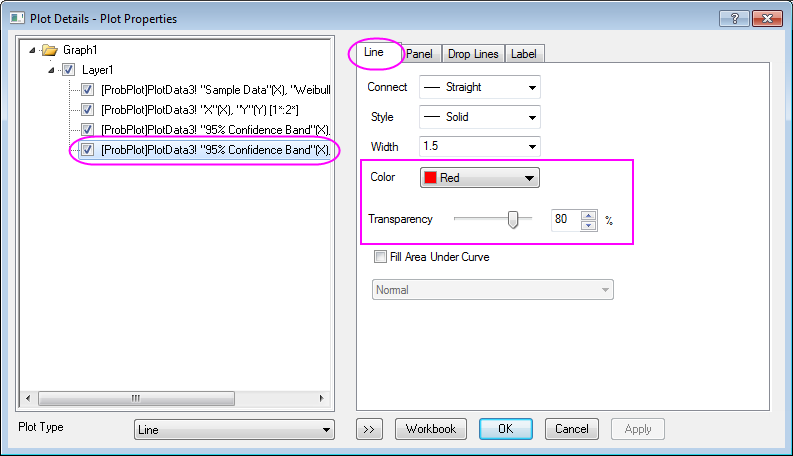 Plot Details - Plot Properties
Graph1
Layer1
[ProbPlot]PlotData3! "Sample Data"(X), "Weibull
[ProbPlot]PlotData3! "X"(X), "Y"(Y) [1*:2*]
[ProbPlot]PlotData3! "95% Confidence Band"(X),
[ProbPlot]PlotData3! "95% Confidence Band"(X),
Plot Type
Line
Line Panel Drop Lines Label
Connect Straight
Style Solid
Width 1.5
Color Red
Transparency 80 %
Fill Area Under Curve
Normal
>> Workbook OK Cancel Apply